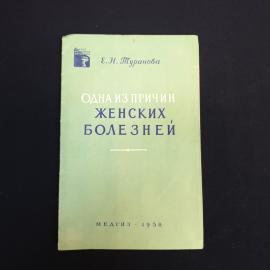 Е. Н. Туранова
ОДНА ИЗ ПРИЧИН
ЖЕНСКИХ
БОЛЕЗНЕЙ
МЕДГИЗ - 1958